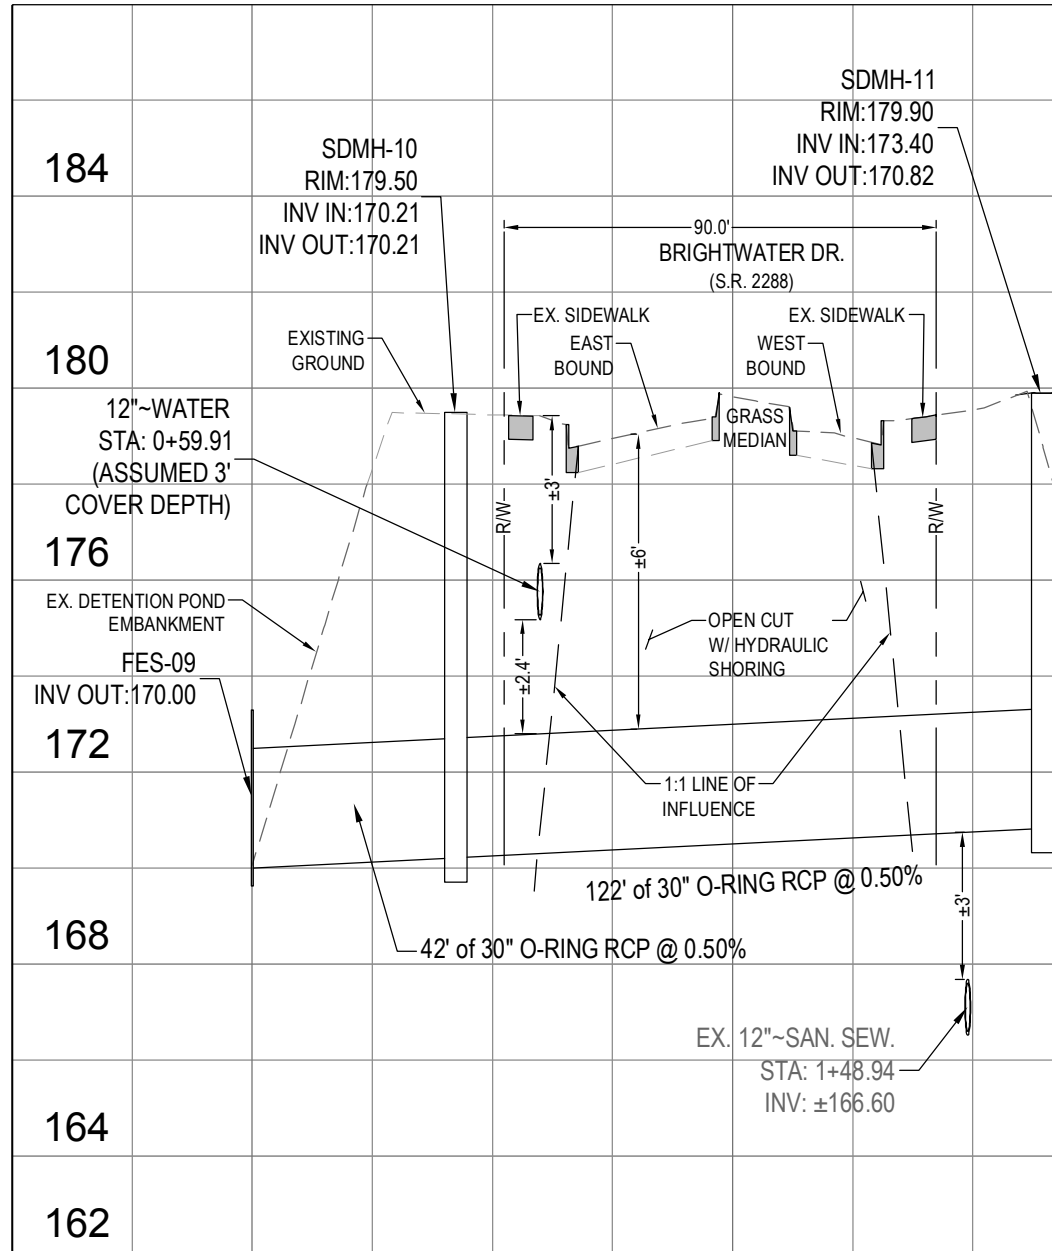 SDMH-11
RIM:179.90
INV IN:173.40
INV OUT:170.82
184
SDMH-10
RIM:179.50
INV IN:170.21
INV OUT:170.21
90.0'
BRIGHTWATER DR.
(S.R. 2288)
EX. SIDEWALK
EAST
BOUND
EX. SIDEWALK
WEST
BOUND
EXISTING
GROUND
180
12"~WATER
STA: 0+59.91
(ASSUMED 3'
COVER DEPTH)
GRASS
MEDIAN
±3'
R/W
R/W
176
±6'
EX. DETENTION POND
EMBANKMENT
OPEN CUT
W/ HYDRAULIC
SHORING
FES-09
INV OUT:170.00
±2.4'
172
1:1 LINE OF
INFLUENCE
122' of 30" O-RING RCP @ 0.50%
±3'
168
42' of 30" O-RING RCP @ 0.50%
EX. 12"~SAN. SEW.
STA: 1+48.94
INV: ±166.60
164
162